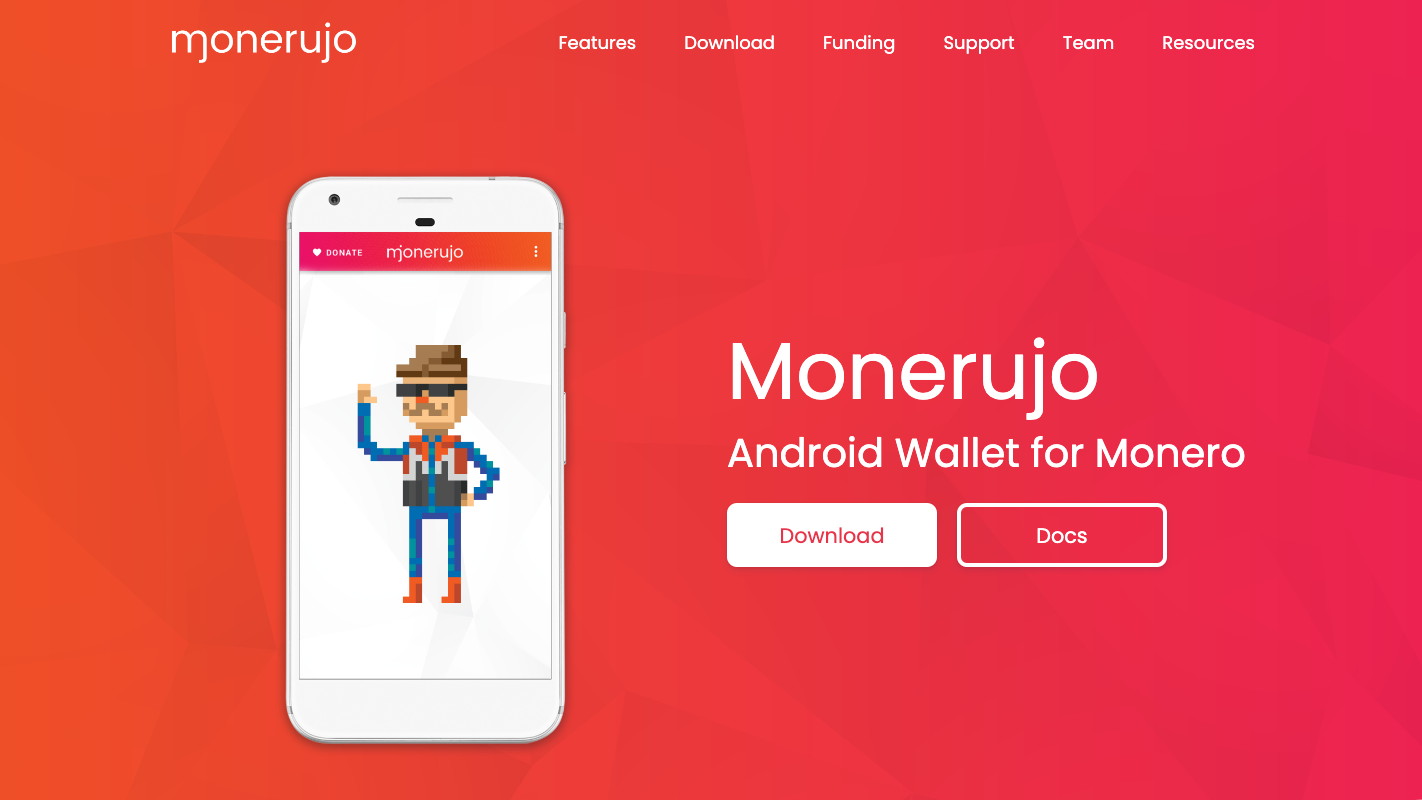 monerujo
Features Download Funding Support Team Resources
DONATE monerujo
Monerujo
Android Wallet for Monero
Download Docs